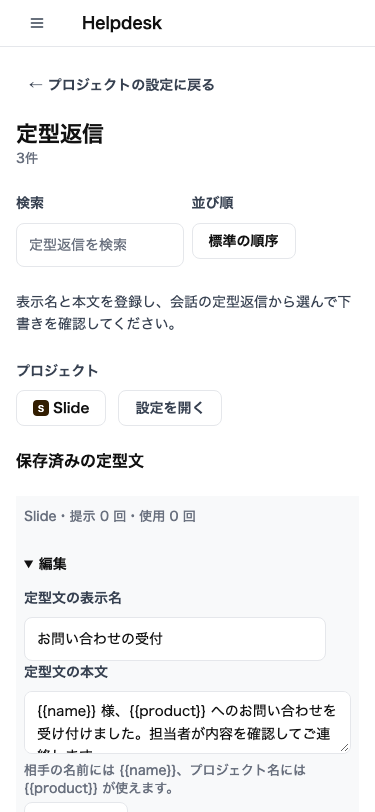 Helpdesk
← プロジェクトの設定に戻る
定型返信
3件
検索
並び順
定型返信を検索
標準の順序
表示名と本文を登録し、会話の定型返信から選んで下
書きを確認してください。
プロジェクト
S Slide
設定を開く
保存済みの定型文
Slide・提示 0 回・使用 0 回
▼ 編集
定型文の表示名
お問い合わせの受付
定型文の本文
{{name}} 様、{{product}} へのお問い合わせを
受け付けました。担当者が内容を確認してご連
絡します。
相手の名前には {{name}}、プロジェクト名には
{{product}} が使えます。